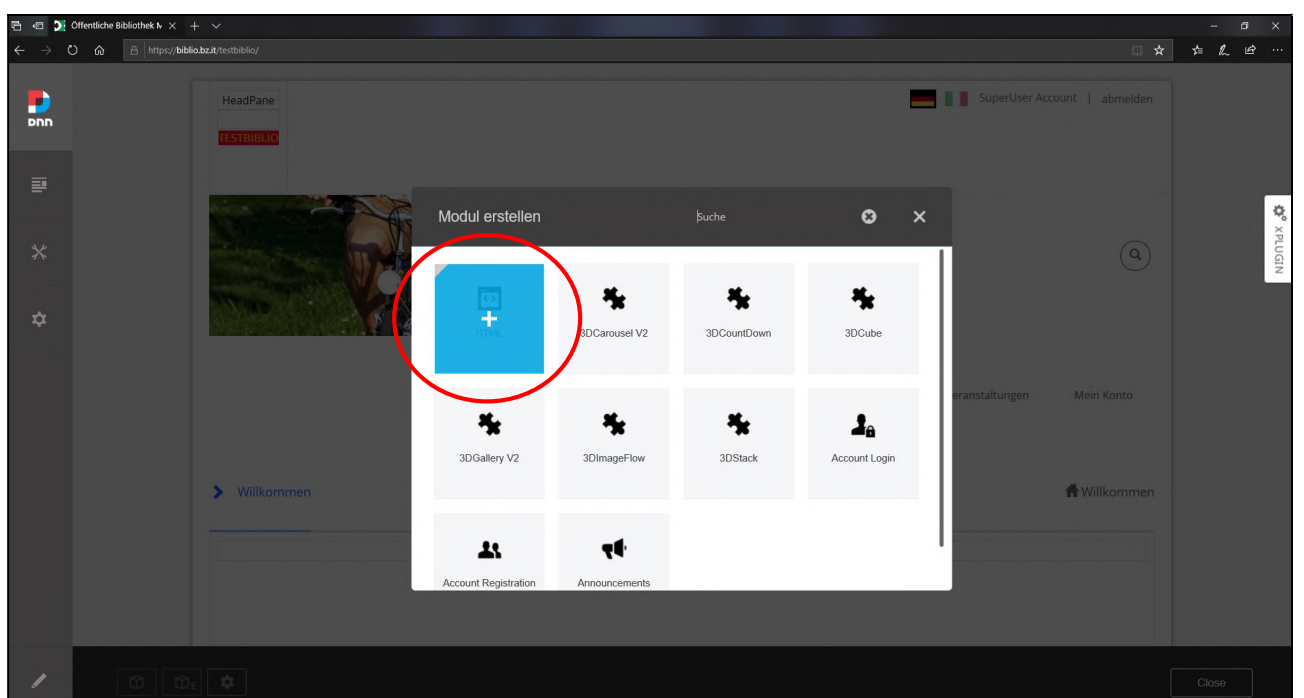 Öffentliche Bibliothek M
https://biblio.bz.it/testbiblio/
DNN
HeadPane
TESTBIBLIO
SuperUser Account | abmelden
Modul erstellen
Suche
XPLUGIN
HTML
3DCarousel V2
3DCountDown
3DCube
eranstaltungen
Mein Konto
3DGallery V2
3DImageFlow
3DStack
Account Login
Willkommen
Willkommen
Account Registration
Announcements
E
Close